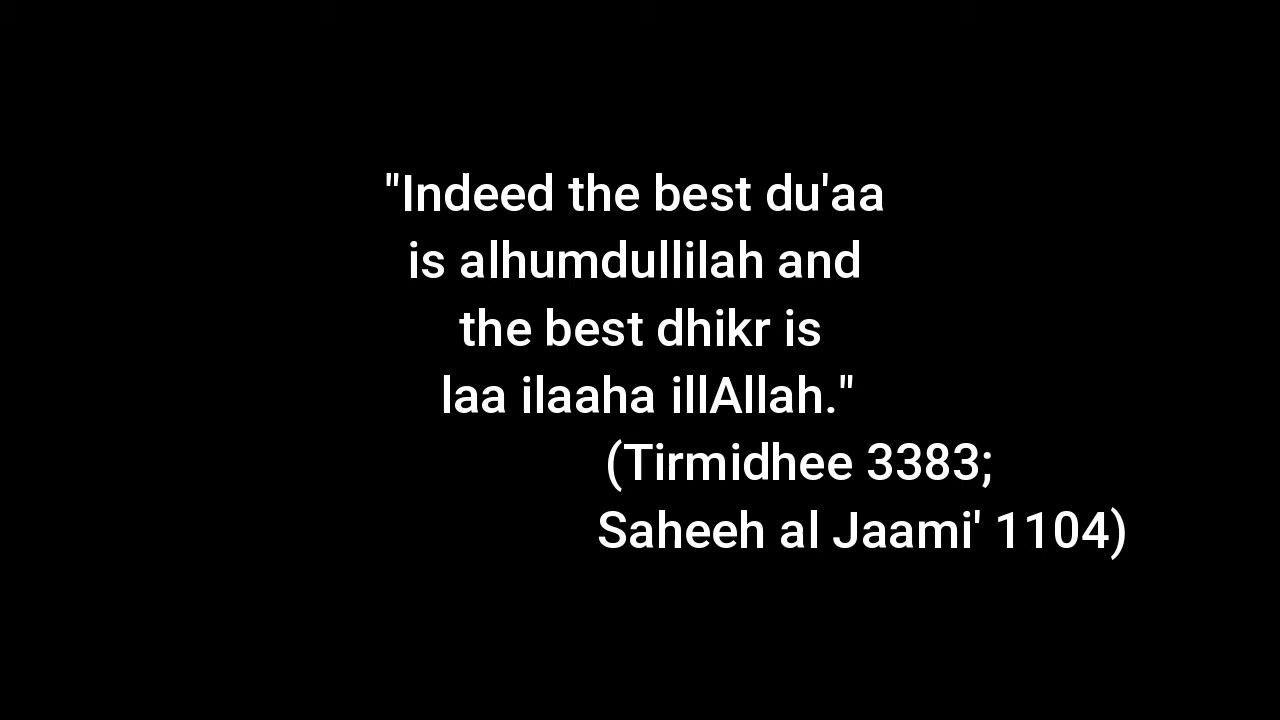 "Indeed the best du'aa
is alhumdullilah and
the best dhikr is
laa ilaaha illAllah."
(Tirmidhee 3383;
Saheeh al Jaami' 1104)